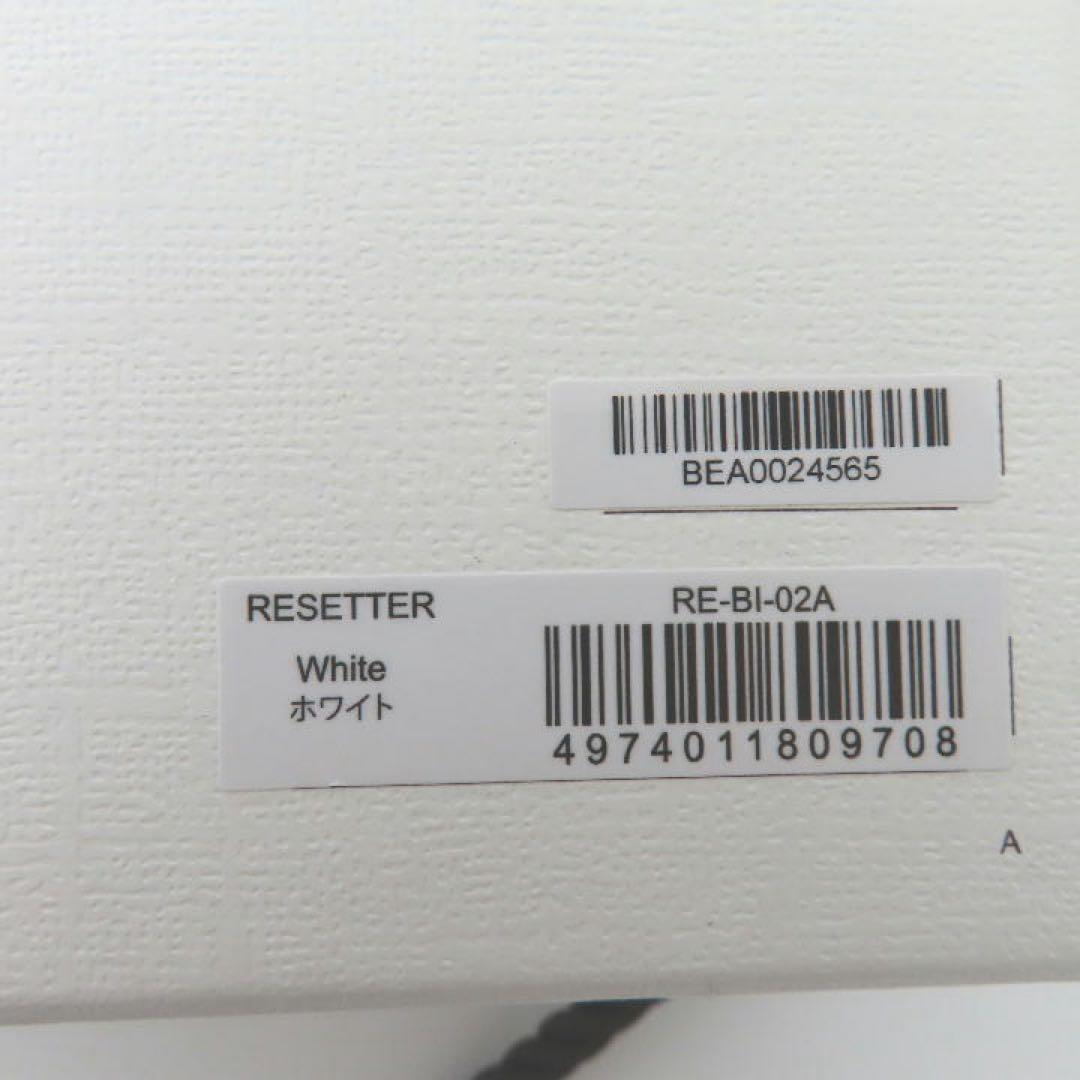 BEA0024565
RESETTER
RE-BI-02A
White
ホワイト
4974011809708
A